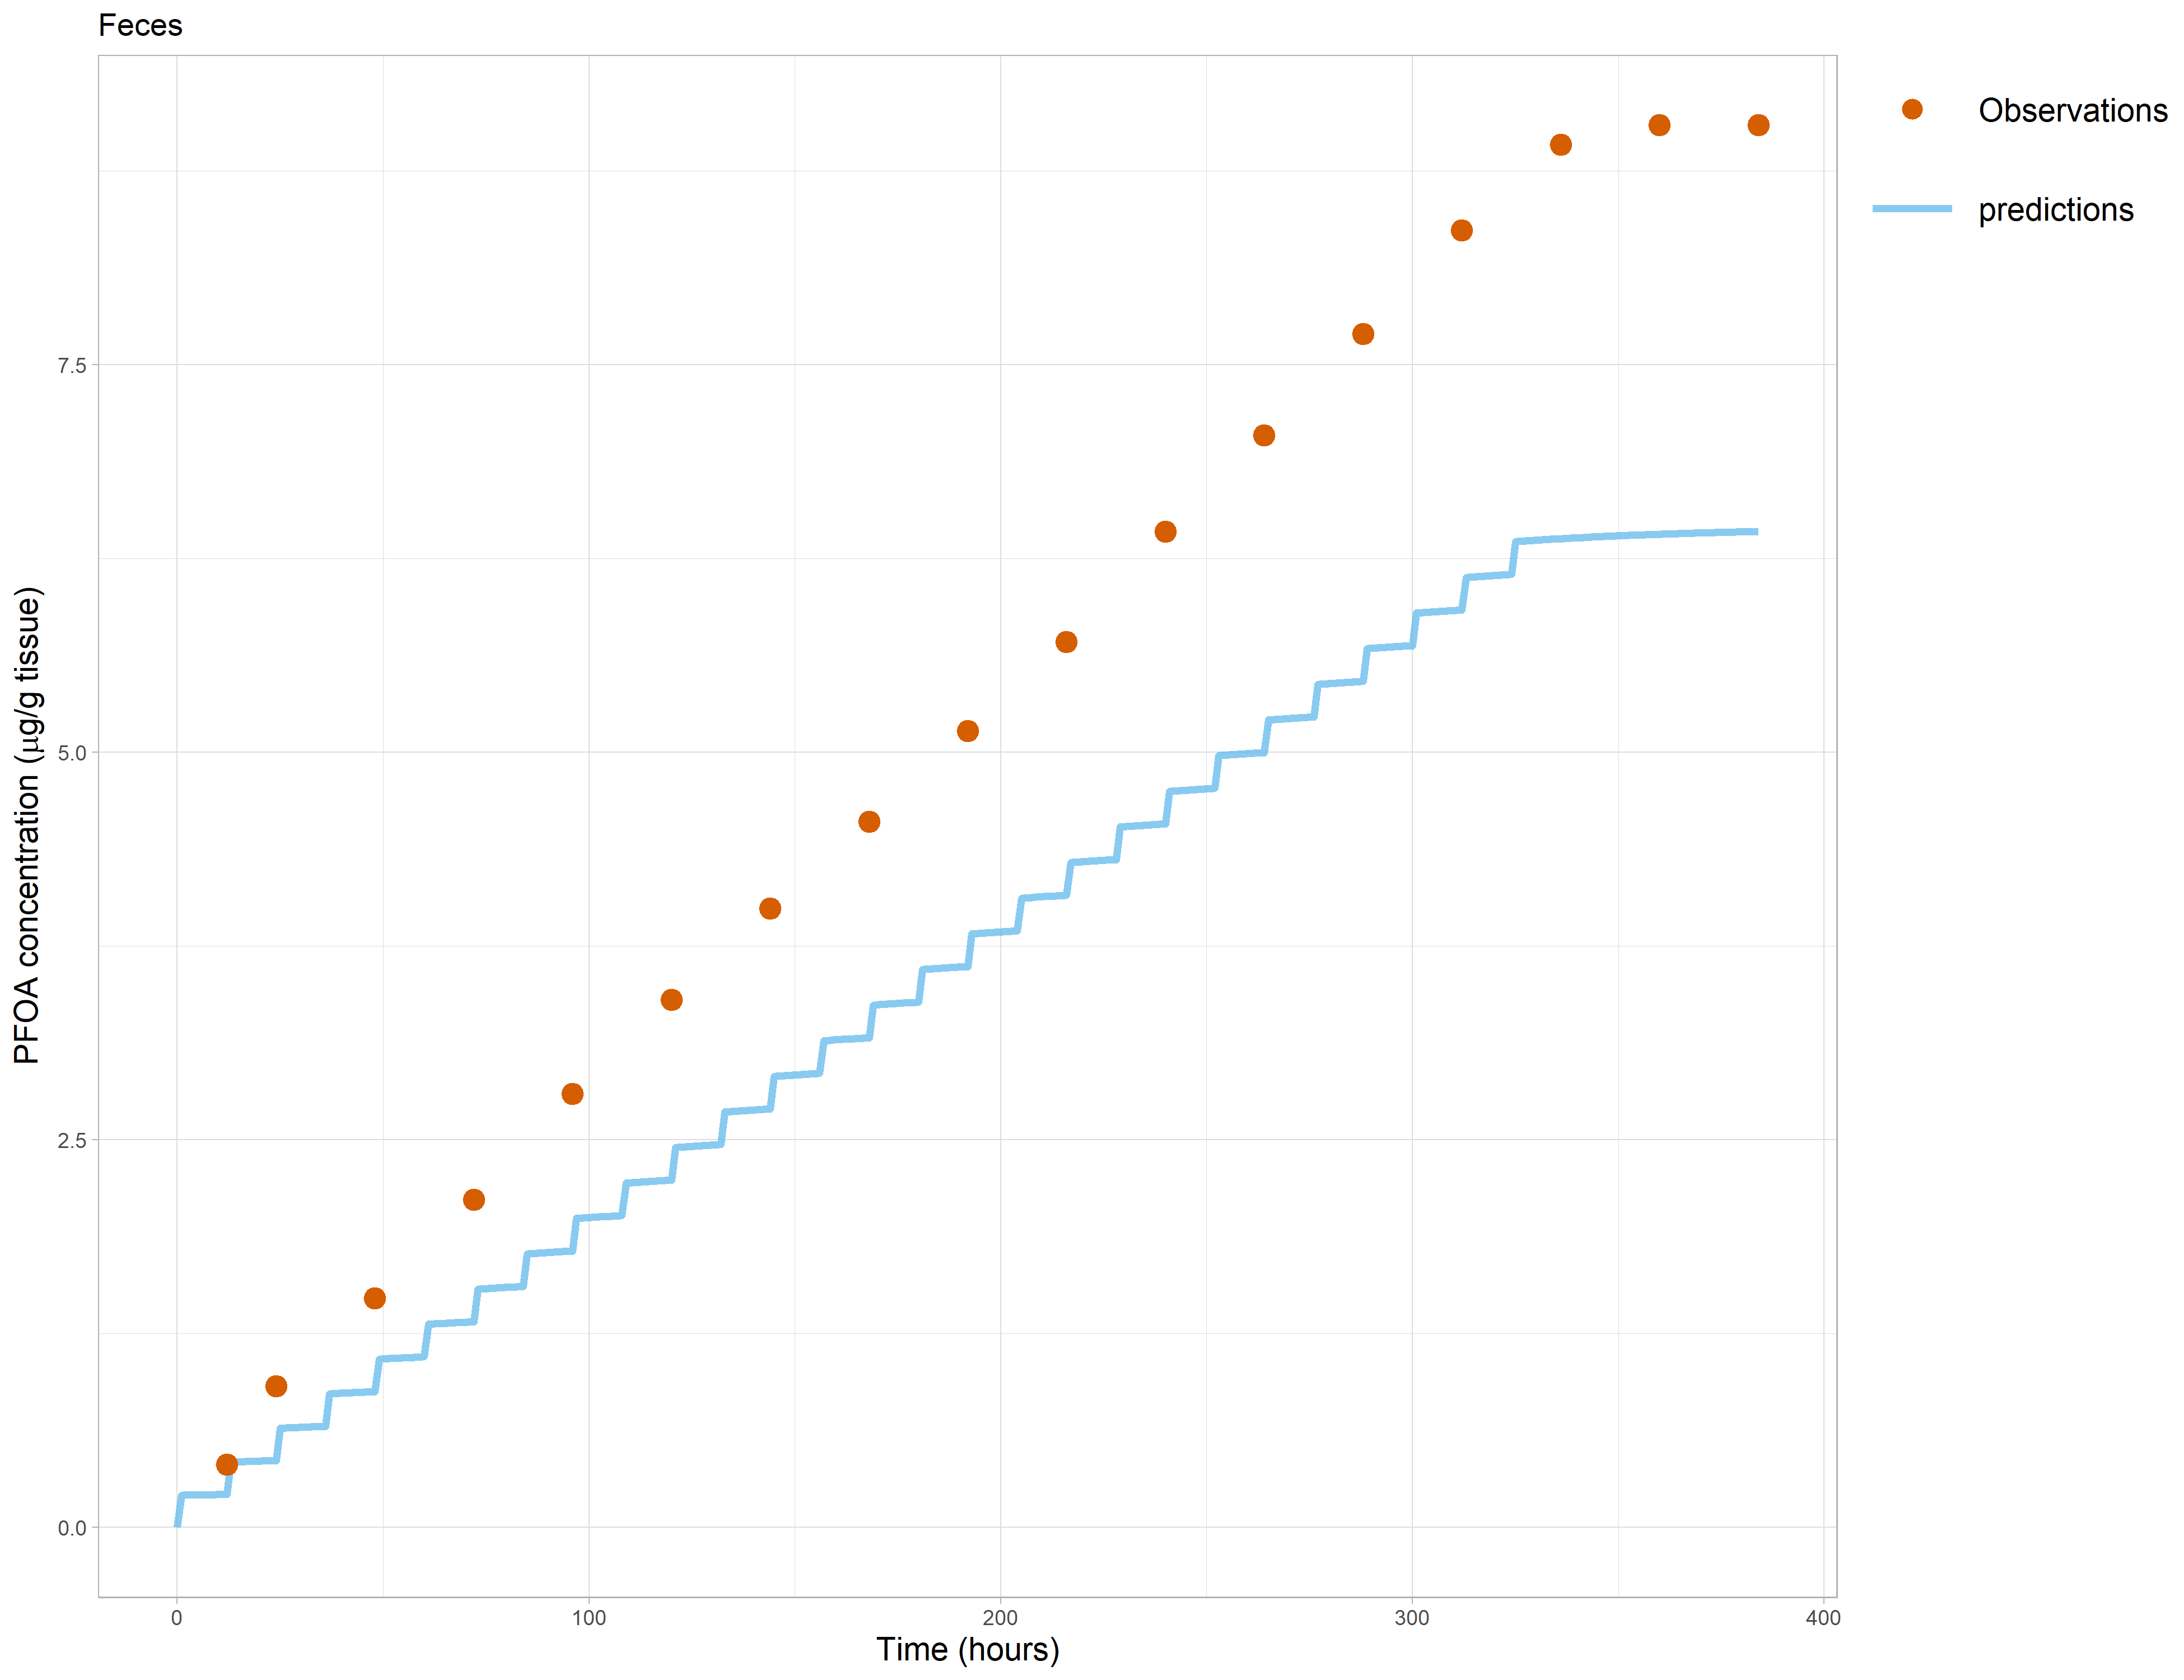 Feces
Observations
predictions
PFOA concentration (μg/g tissue)
7.5
5.0
2.5
0.0
0
100
200
300
400
Time (hours)